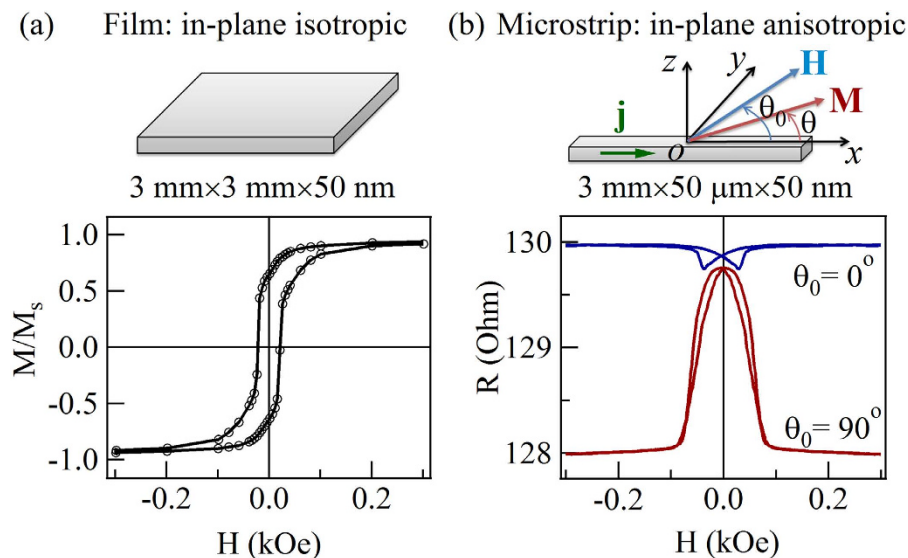 (a) Film: in-plane isotropic
3 mm×3 mm×50 nm
1.0
0.5
0.0
-0.5
-1.0
M/Mₛ
-0.2 0.0 0.2
H (kOe)
(b) Microstrip: in-plane anisotropic
z y H
M
θ₀ θ
j
O x
3 mm×50 μm×50 nm
130
129
128
R (Ohm)
θ₀= 0°
θ₀= 90°
-0.2 0.0 0.2
H (kOe)